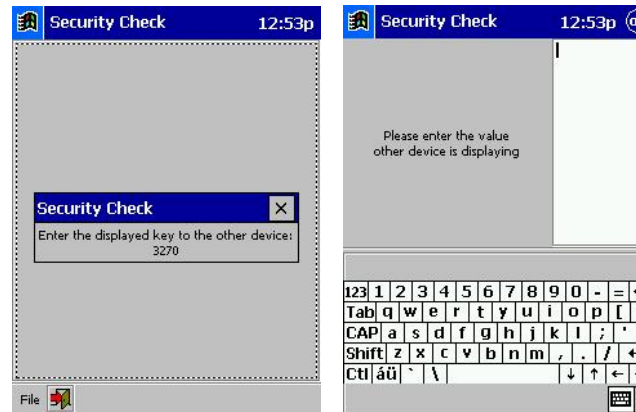 Security Check 12:53p
Security Check
Enter the displayed key to the other device:
3270
File
Security Check 12:53p
Please enter the value
other device is displaying
123 1 2 3 4 5 6 7 8 9 0 - =
Tab q w e r t y u i o p [
CAP a s d f g h j k l ; '
Shift z x c v b n m , . /
Ctl áü ` \ ↓ ↑ ←